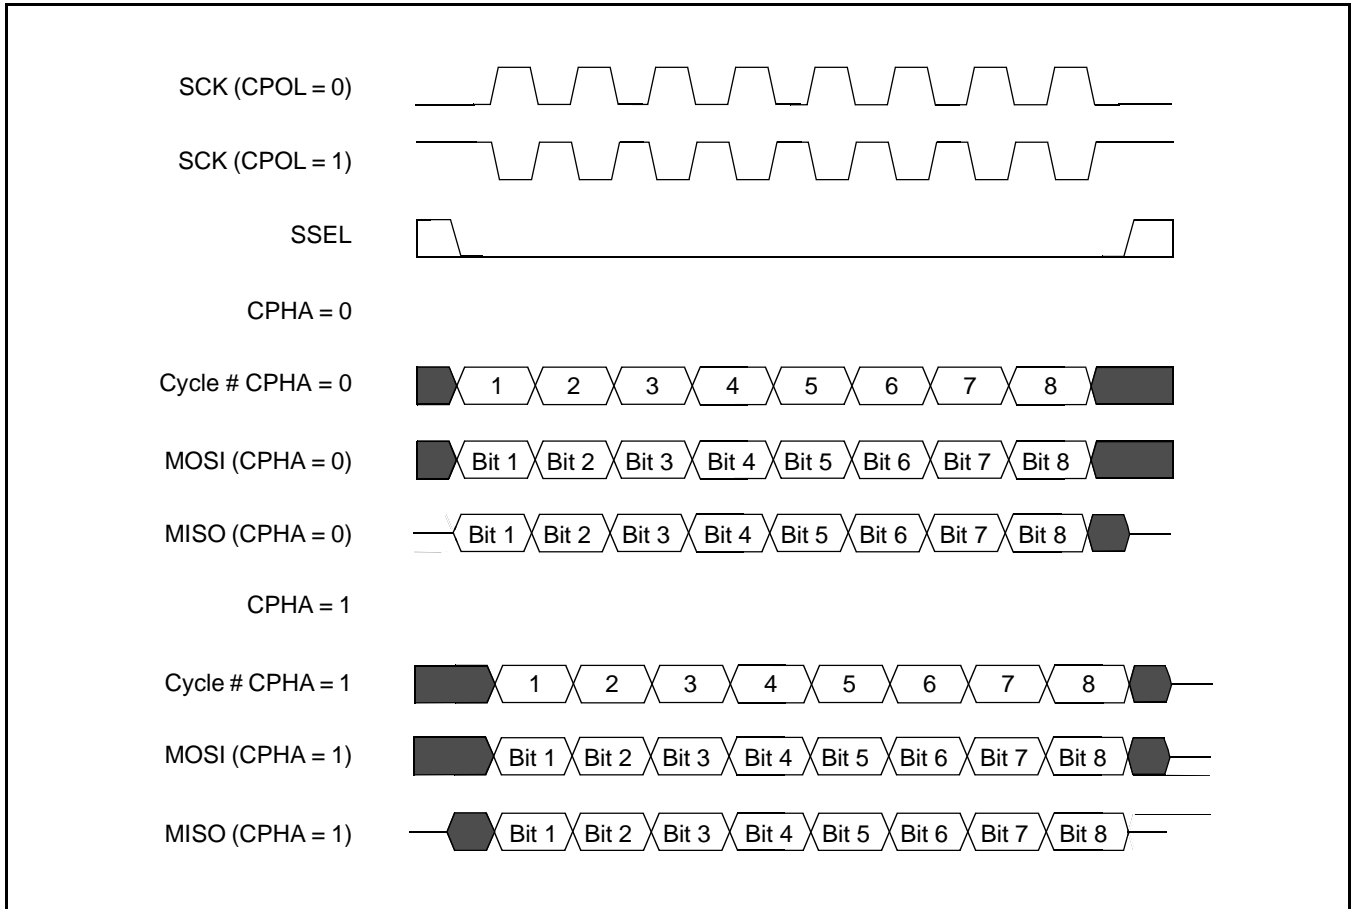 SCK (CPOL = 0)
SCK (CPOL = 1)
SSEL
CPHA = 0
Cycle # CPHA = 0 1 2 3 4 5 6 7 8
MOSI (CPHA = 0) Bit 1 Bit 2 Bit 3 Bit 4 Bit 5 Bit 6 Bit 7 Bit 8
MISO (CPHA = 0) Bit 1 Bit 2 Bit 3 Bit 4 Bit 5 Bit 6 Bit 7 Bit 8
CPHA = 1
Cycle # CPHA = 1 1 2 3 4 5 6 7 8
MOSI (CPHA = 1) Bit 1 Bit 2 Bit 3 Bit 4 Bit 5 Bit 6 Bit 7 Bit 8
MISO (CPHA = 1) Bit 1 Bit 2 Bit 3 Bit 4 Bit 5 Bit 6 Bit 7 Bit 8